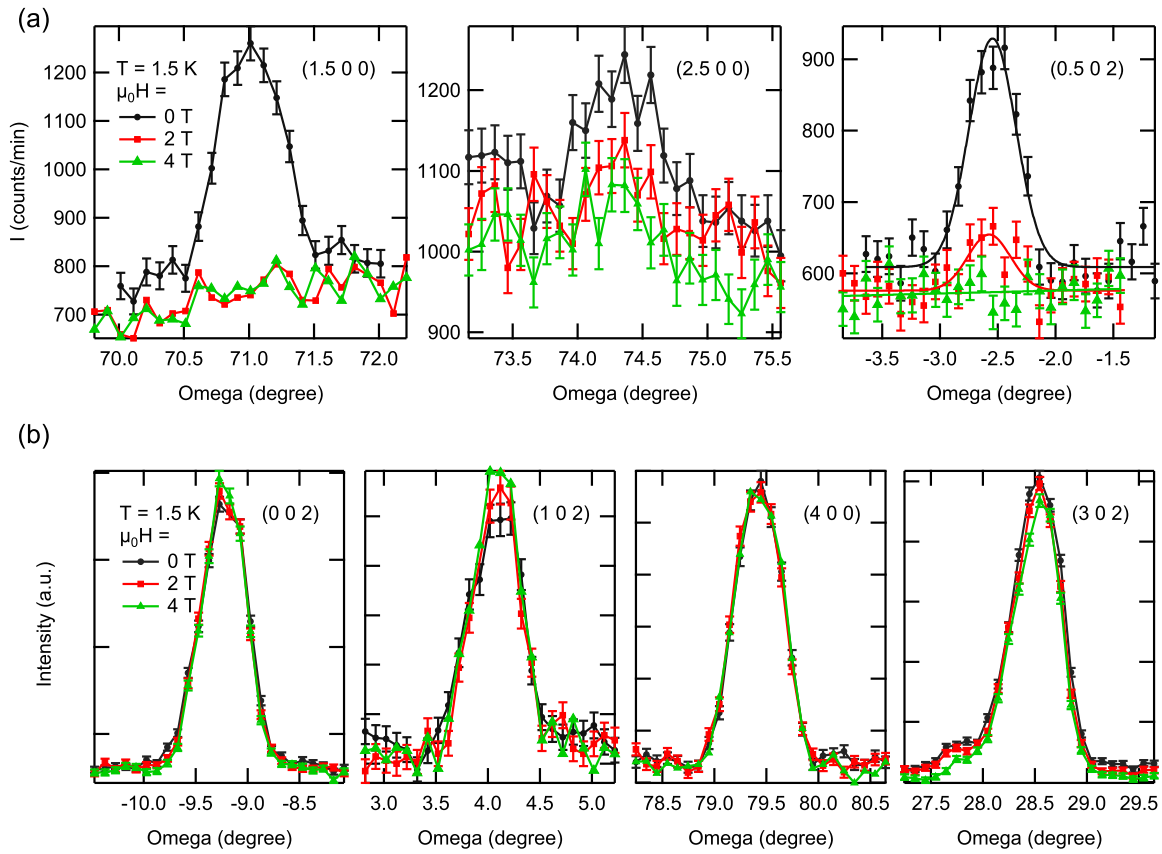 (a)
1200
1100
1000
900
800
700
I (counts/min)
T = 1.5 K
μ0H =
0 T
2 T
4 T
(1.5 0 0)
70.0 70.5 71.0 71.5 72.0
Omega (degree)
1200
1100
1000
900
(2.5 0 0)
73.5 74.0 74.5 75.0 75.5
Omega (degree)
900
800
700
600
(0.5 0 2)
-3.5 -3.0 -2.5 -2.0 -1.5
Omega (degree)
(b)
Intensity (a.u.)
T = 1.5 K
μ0H =
0 T
2 T
4 T
(0 0 2)
-10.0 -9.5 -9.0 -8.5
Omega (degree)
(1 0 2)
3.0 3.5 4.0 4.5 5.0
Omega (degree)
(4 0 0)
78.5 79.0 79.5 80.0 80.5
Omega (degree)
(3 0 2)
27.5 28.0 28.5 29.0 29.5
Omega (degree)